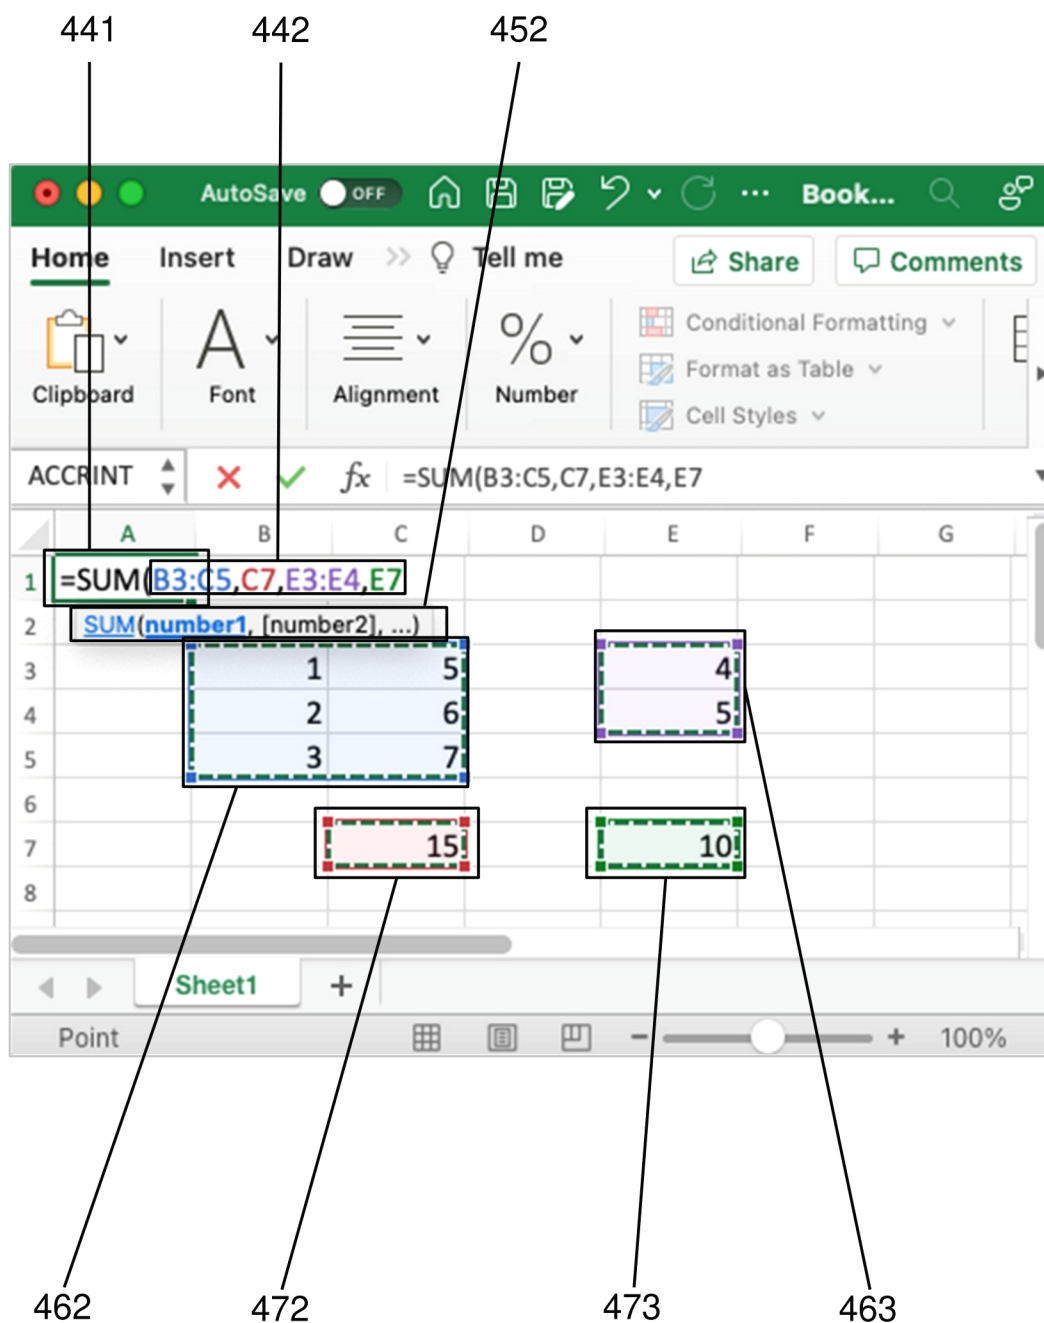 441 442 452
AutoSave OFF Book...
Home Insert Draw Tell me Share Comments
Conditional Formatting
Format as Table
Cell Styles
Clipboard Font Alignment Number
ACCRINT fx =SUM(B3:C5,C7,E3:E4,E7
A B C D E F G
1 =SUM(B3:C5,C7,E3:E4,E7
2 SUM(number1, [number2], ...)
3 1 5 4
4 2 6 5
5 3 7
6
7 15 10
8
Sheet1 +
Point − + 100%
462 472 473 463